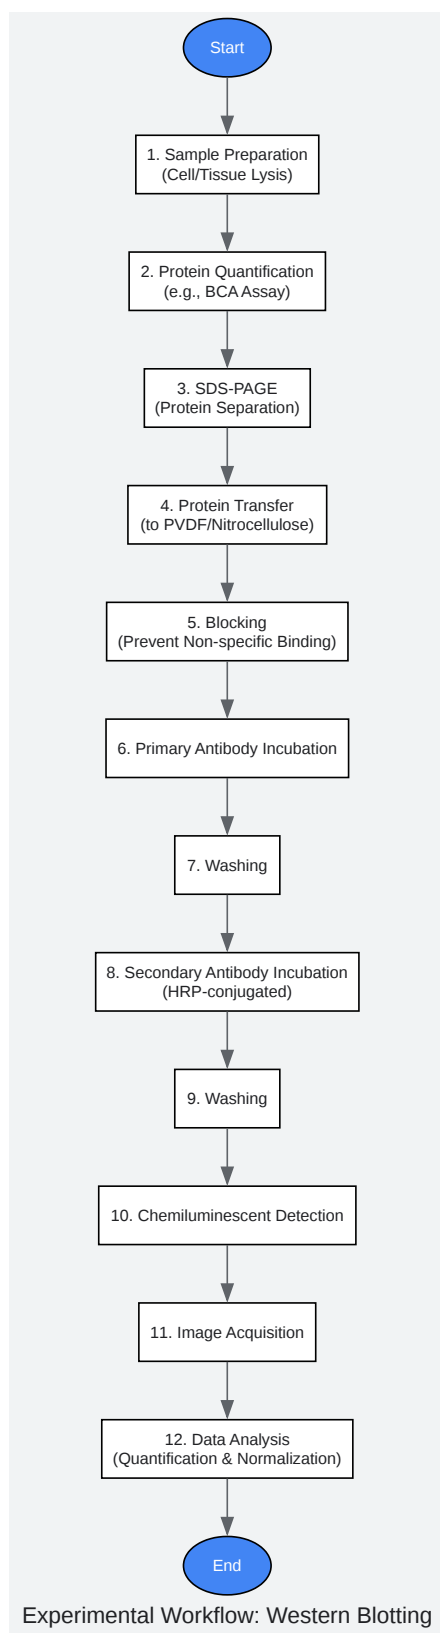 Start
1. Sample Preparation
(Cell/Tissue Lysis)
2. Protein Quantification
(e.g., BCA Assay)
3. SDS-PAGE
(Protein Separation)
4. Protein Transfer
(to PVDF/Nitrocellulose)
5. Blocking
(Prevent Non-specific Binding)
6. Primary Antibody Incubation
7. Washing
8. Secondary Antibody Incubation
(HRP-conjugated)
9. Washing
10. Chemiluminescent Detection
11. Image Acquisition
12. Data Analysis
(Quantification & Normalization)
End
Experimental Workflow: Western Blotting